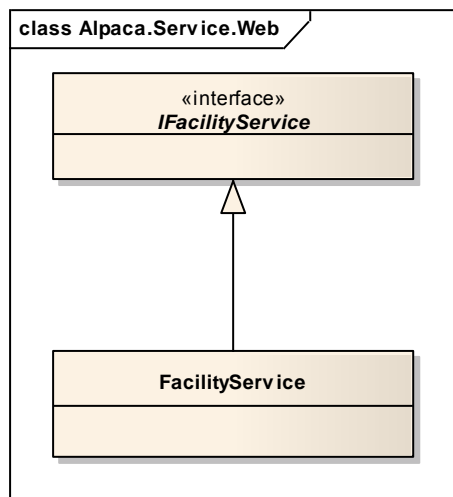 class Alpaca.Service.Web
«interface»
IFacilityService
FacilityService